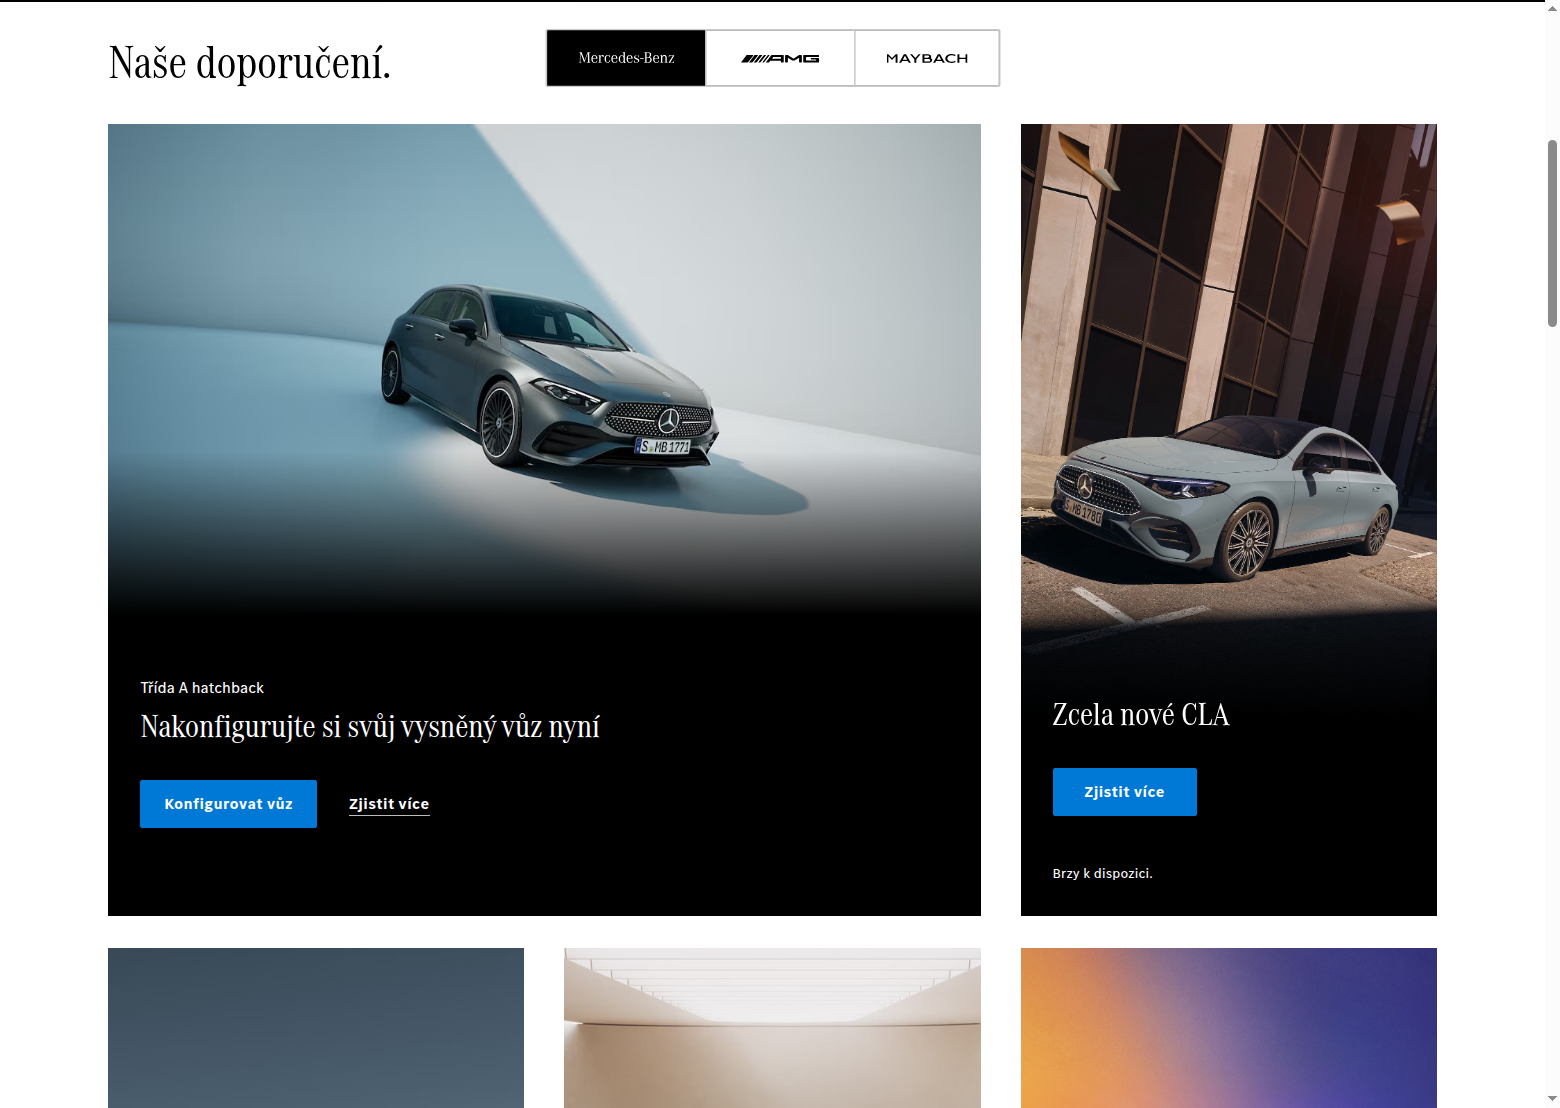 Naše doporučení.
Mercedes-Benz
AMG
MAYBACH
S MB 1771
S MB 1780
Třída A hatchback
Nakonfigurujte si svůj vysněný vůz nyní
Konfigurovat vůz
Zjistit více
Zcela nové CLA
Zjistit více
Brzy k dispozici.